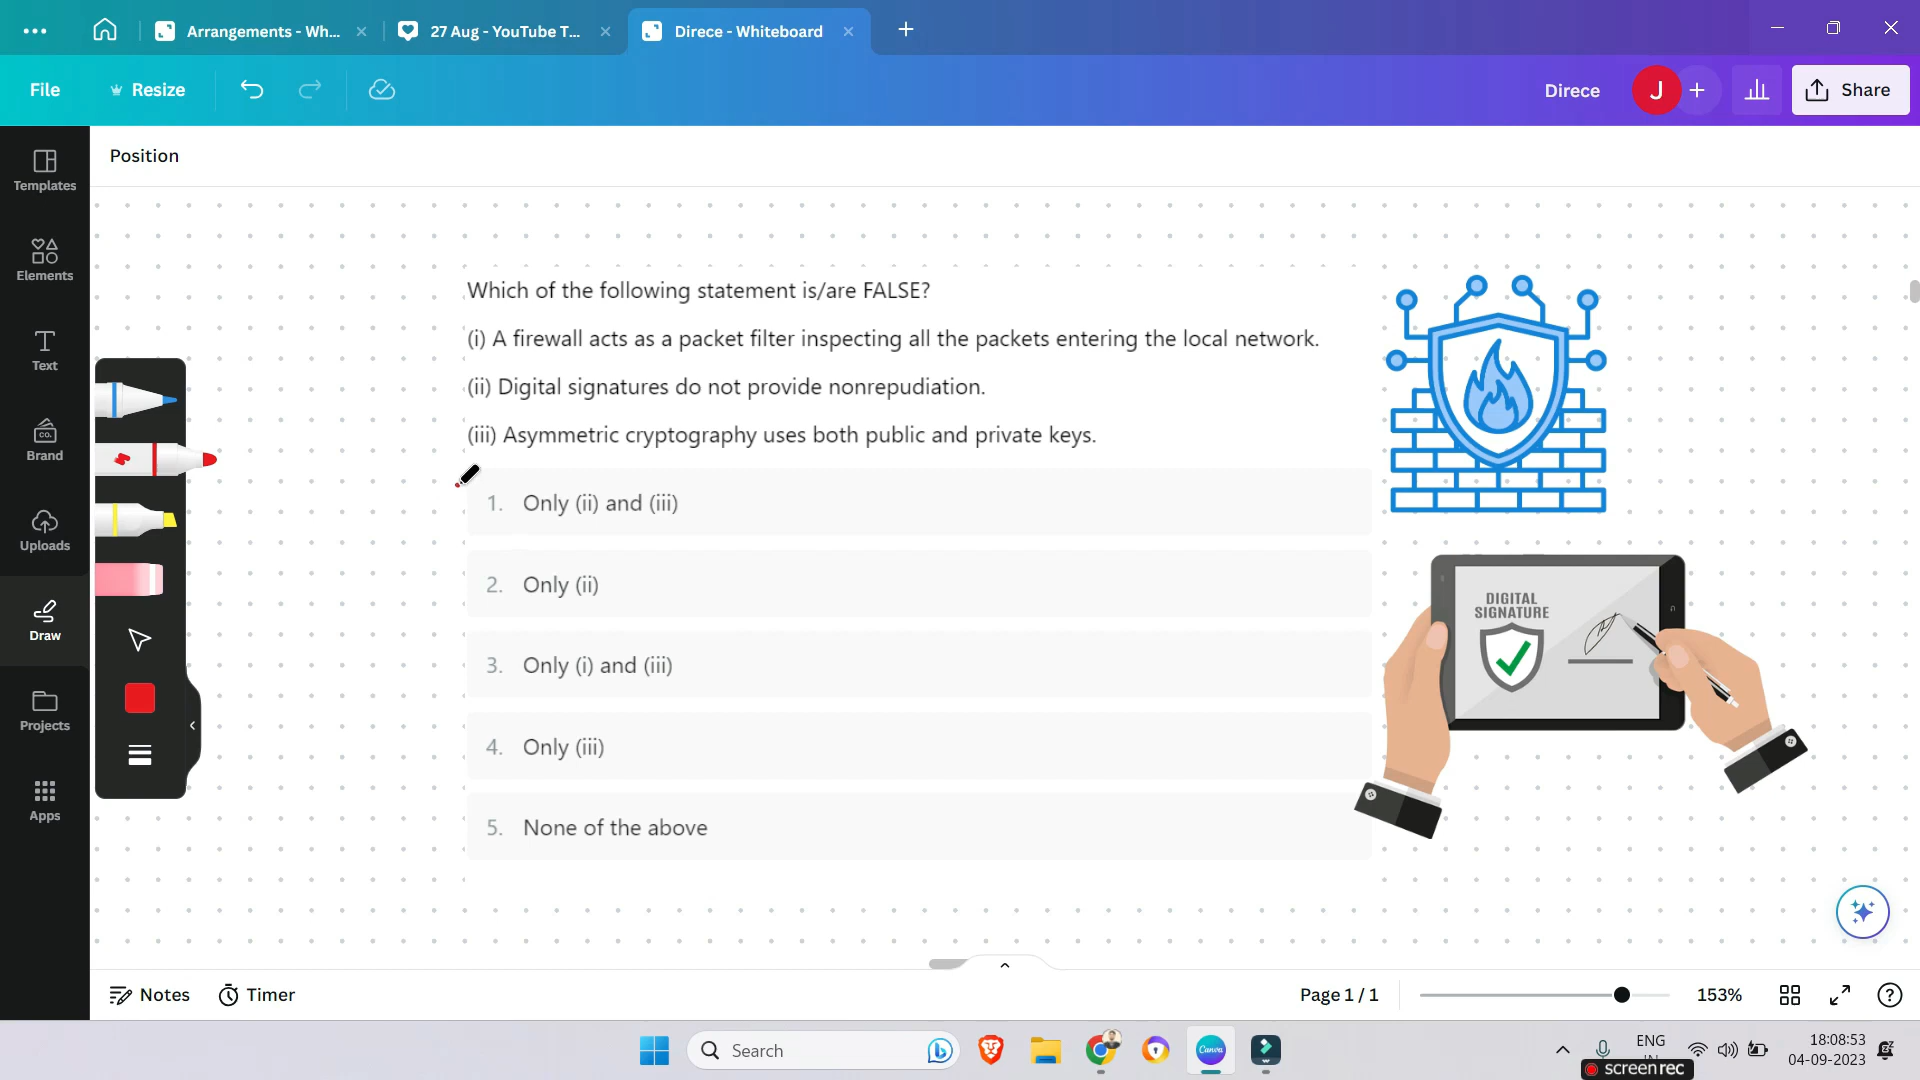 Arrangements - Wh...
27 Aug - YouTube T...
Direce - Whiteboard
File
Resize
Direce
J
Share
Position
Templates
Elements
Text
CO.
Brand
Uploads
Draw
Projects
Apps
Which of the following statement is/are FALSE?
(i) A firewall acts as a packet filter inspecting all the packets entering the local network.
(ii) Digital signatures do not provide nonrepudiation.
(iii) Asymmetric cryptography uses both public and private keys.
1. Only (ii) and (iii)
2. Only (ii)
3. Only (i) and (iii)
4. Only (iii)
5. None of the above
DIGITAL
SIGNATURE
Notes
Timer
Page 1 / 1
153%
Search
Canva
ENG
18:08:53
04-09-2023
screenrec